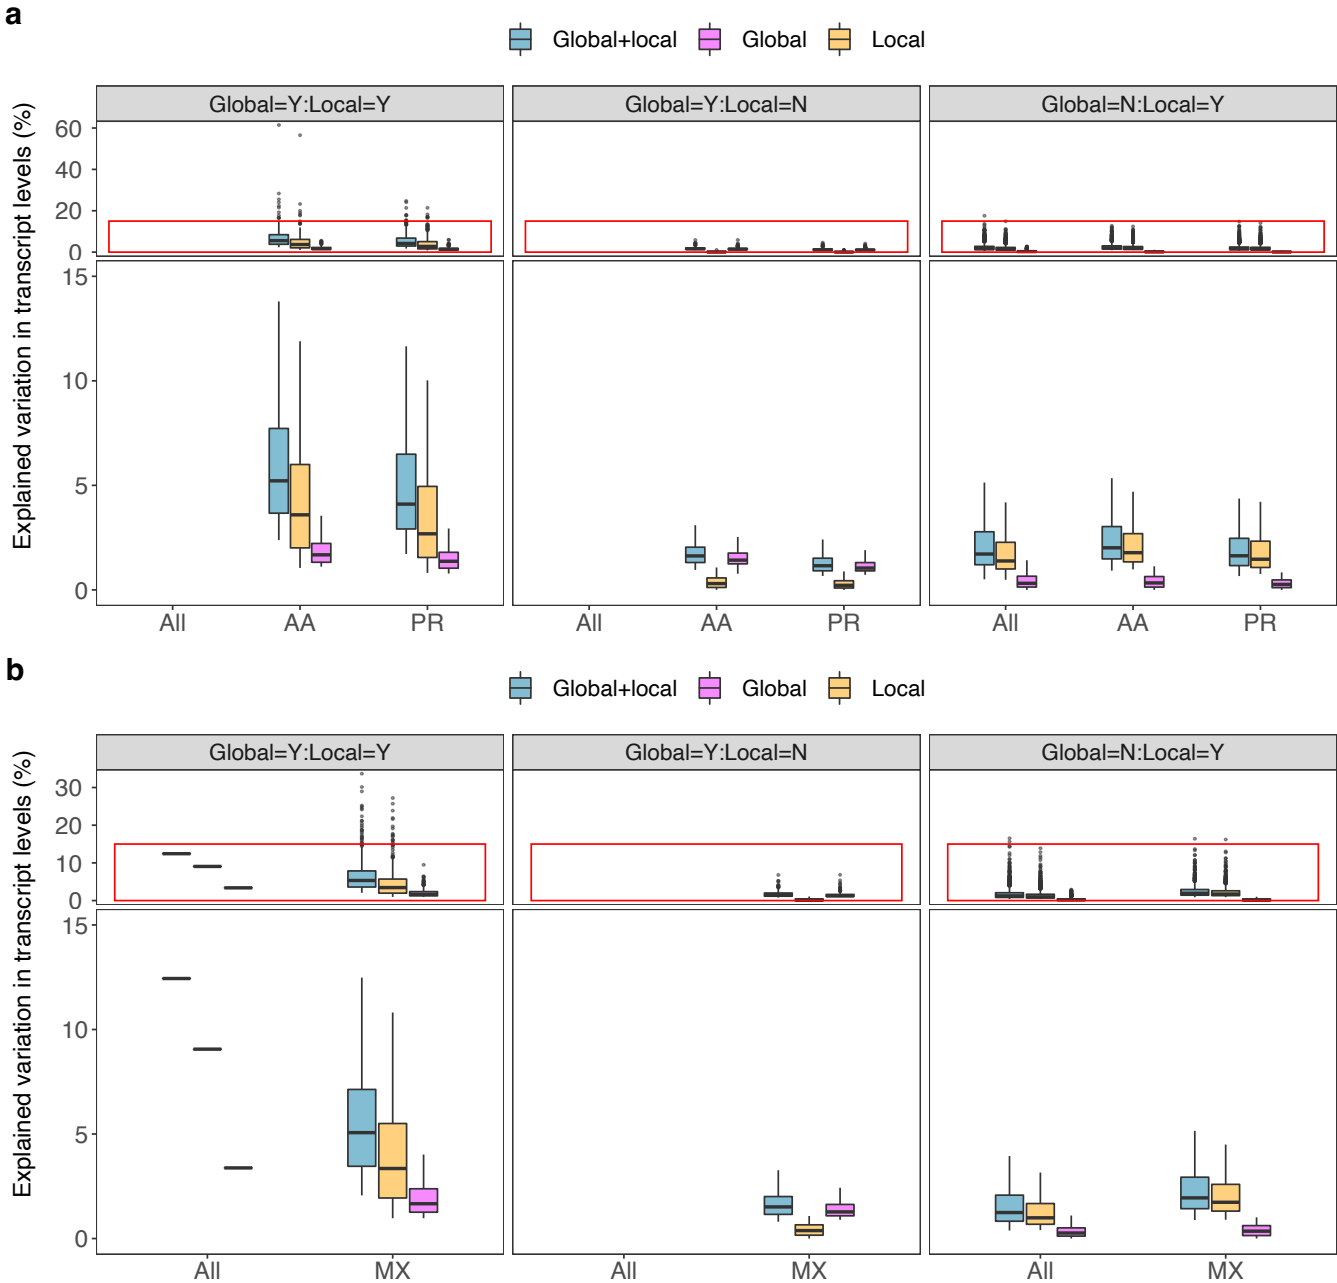 a
Global+local Global Local
Global=Y:Local=Y Global=Y:Local=N Global=N:Local=Y
Explained variation in transcript levels (%)
60
40
20
0
15
10
5
0
All AA PR All AA PR All AA PR
b
Global+local Global Local
Global=Y:Local=Y Global=Y:Local=N Global=N:Local=Y
Explained variation in transcript levels (%)
30
20
10
0
15
10
5
0
All MX All MX All MX